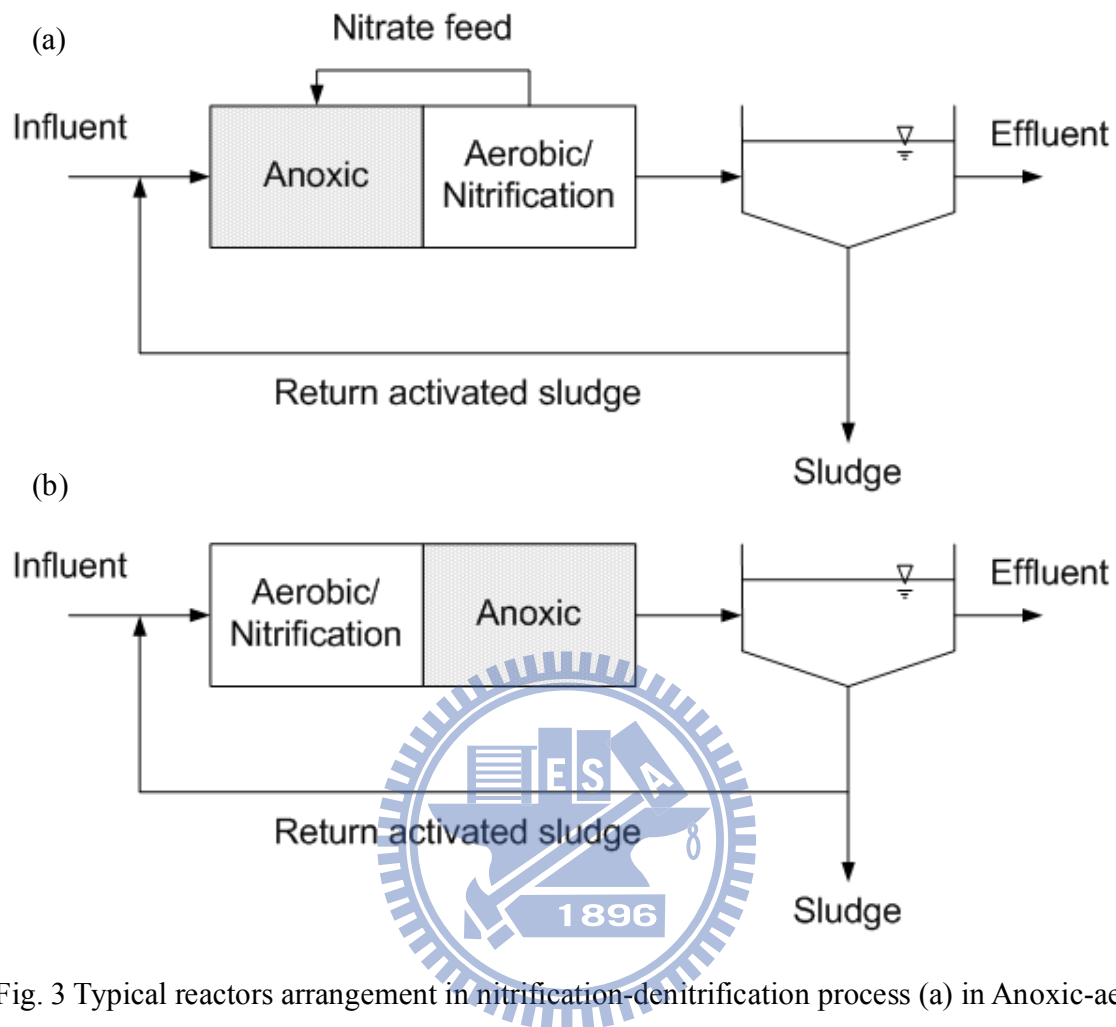 (a)
Nitrate feed
Influent
Anoxic
Aerobic/
Nitrification
Effluent
Return activated sludge
Sludge
(b)
Influent
Aerobic/
Nitrification
Anoxic
Effluent
E S A
Return activated sludge
8
1896
Sludge
Fig. 3 Typical reactors arrangement in nitrification-denitrification process (a) in Anoxic-ae